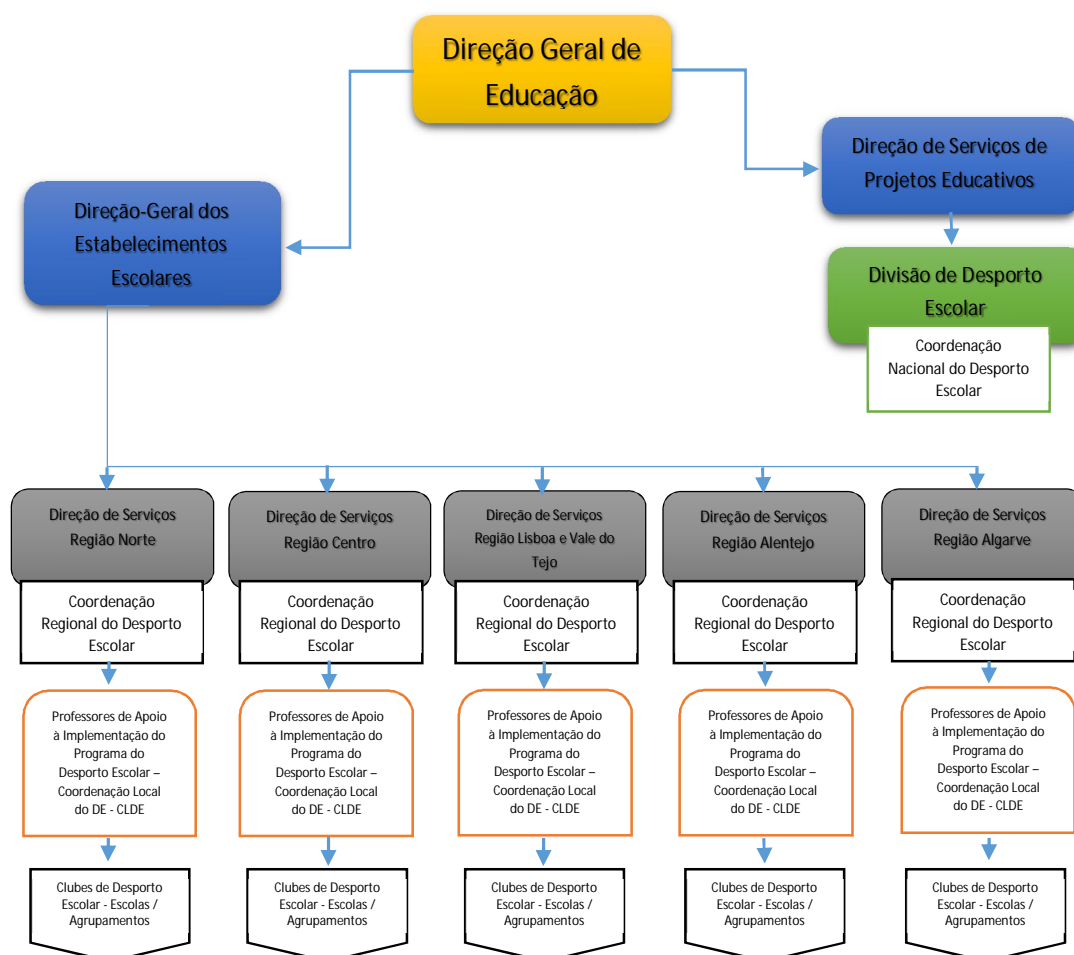 Direção Geral de
Educação
Direção de Serviços de
Projetos Educativos
Direção-Geral dos
Estabelecimentos
Escolares
Divisão de Desporto
Escolar
Coordenação
Nacional do Desporto
Escolar
Direção de Serviços
Região Norte
Direção de Serviços
Região Centro
Direção de Serviços
Região Lisboa e Vale do
Tejo
Direção de Serviços
Região Alentejo
Direção de Serviços
Região Algarve
Coordenação
Regional do Desporto
Escolar
Coordenação
Regional do Desporto
Escolar
Coordenação
Regional do Desporto
Escolar
Coordenação
Regional do Desporto
Escolar
Coordenação
Regional do Desporto
Escolar
Professores de Apoio
à Implementação do
Programa do
Desporto Escolar –
Coordenação Local
do DE - CLDE
Professores de Apoio
à Implementação do
Programa do
Desporto Escolar –
Coordenação Local
do DE - CLDE
Professores de Apoio
à Implementação do
Programa do
Desporto Escolar –
Coordenação Local
do DE - CLDE
Professores de Apoio
à Implementação do
Programa do
Desporto Escolar –
Coordenação Local
do DE - CLDE
Professores de Apoio
à Implementação do
Programa do
Desporto Escolar –
Coordenação Local
do DE - CLDE
Clubes de Desporto
Escolar - Escolas /
Agrupamentos
Clubes de Desporto
Escolar - Escolas /
Agrupamentos
Clubes de Desporto
Escolar - Escolas /
Agrupamentos
Clubes de Desporto
Escolar - Escolas /
Agrupamentos
Clubes de Desporto
Escolar - Escolas /
Agrupamentos